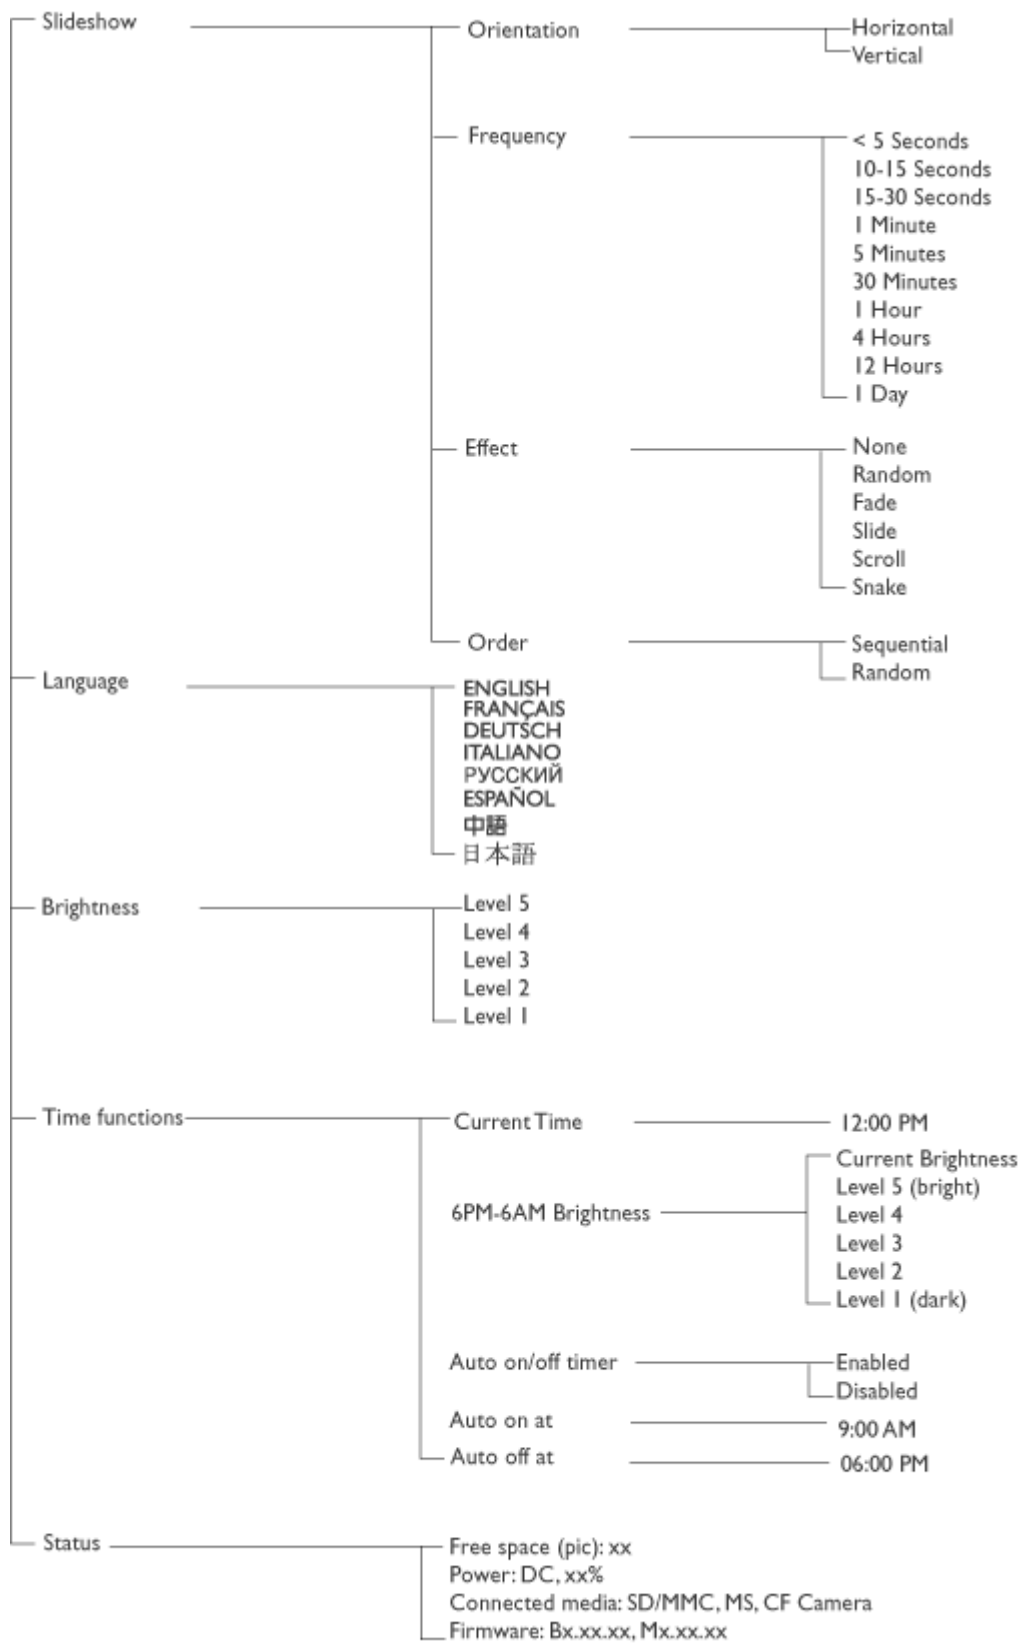 Slideshow
Orientation
Horizontal
Vertical
Frequency
< 5 Seconds
10-15 Seconds
15-30 Seconds
1 Minute
5 Minutes
30 Minutes
1 Hour
4 Hours
12 Hours
1 Day
Effect
None
Random
Fade
Slide
Scroll
Snake
Order
Sequential
Random
Language
ENGLISH
FRANÇAIS
DEUTSCH
ITALIANO
РУССКИЙ
ESPAÑOL
中語
日本語
Brightness
Level 5
Level 4
Level 3
Level 2
Level 1
Time functions
Current Time
12:00 PM
6PM-6AM Brightness
Current Brightness
Level 5 (bright)
Level 4
Level 3
Level 2
Level 1 (dark)
Auto on/off timer
Enabled
Disabled
Auto on at
9:00 AM
Auto off at
06:00 PM
Status
Free space (pic): xx
Power: DC, xx%
Connected media: SD/MMC, MS, CF Camera
Firmware: Bx.xx.xx, Mx.xx.xx